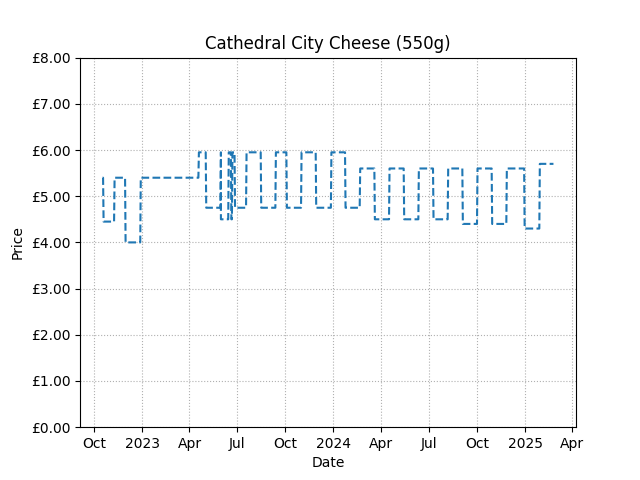 Cathedral City Cheese (550g)
£8.00
£7.00
£6.00
£5.00
£4.00
£3.00
£2.00
£1.00
£0.00
Price
Oct 2023 Apr Jul Oct 2024 Apr Jul Oct 2025 Apr
Date